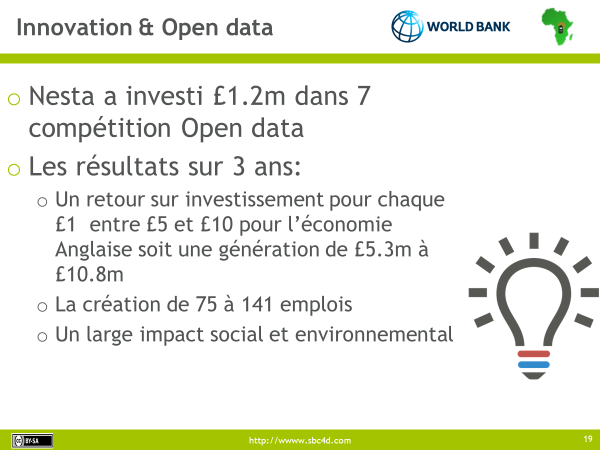 Innovation & Open data
WORLD BANK
o Nesta a investi £1.2m dans 7
compétition Open data
o Les résultats sur 3 ans:
o Un retour sur investissement pour chaque
£1 entre £5 et £10 pour l’économie
Anglaise soit une génération de £5.3m à
£10.8m
o La création de 75 à 141 emplois
o Un large impact social et environnemental
BY-SA
http://wwww.sbc4d.com
19